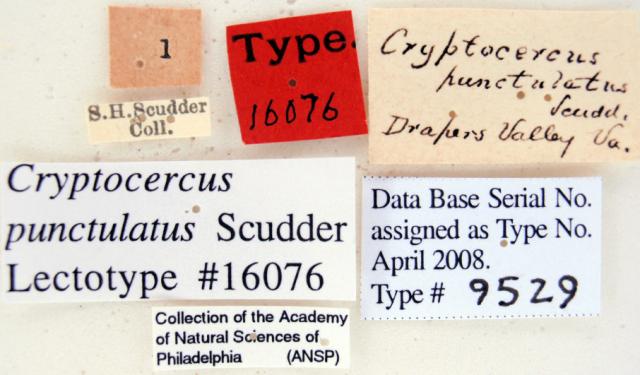 1
S.H.Scudder
Coll.
Type.
16076
Cryptocercus
punctulatus
Scudd.
Drapers Valley Va.
Cryptocercus
punctulatus Scudder
Lectotype #16076
Data Base Serial No.
assigned as Type No.
April 2008.
Type # 9529
Collection of the Academy
of Natural Sciences of
Philadelphia (ANSP)